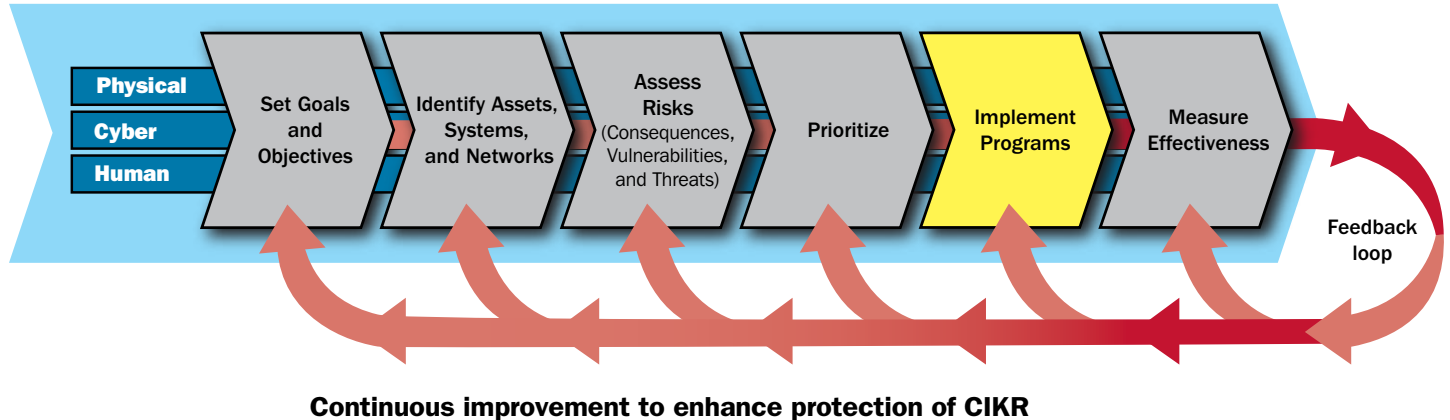 Physical
Cyber
Human
Set Goals
and
Objectives
Identify Assets,
Systems,
and Networks
Assess
Risks
(Consequences,
Vulnerabilities,
and Threats)
Prioritize
Implement
Programs
Measure
Effectiveness
Feedback
loop
Continuous improvement to enhance protection of CIKR